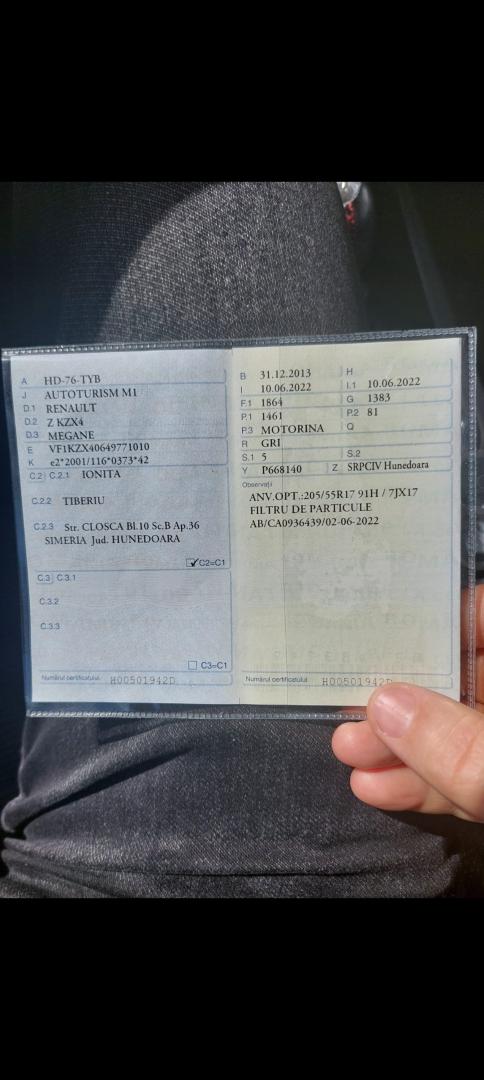 A HD-76-TYB
J AUTOTURISM M1
D.1 RENAULT
D.2 Z KZX4
D.3 MEGANE
E VF1KZX40649771010
K e2*2001/116*0373*42
C.2 C.2.1 IONITA
C.2.2 TIBERIU
C.2.3 Str. CLOSCA Bl.10 Sc.B Ap.36
SIMERIA Jud. HUNEDOARA
C2=C1
C.3 C.3.1
C.3.2
C.3.3
C3=C1
Numărul certificatului H00501942D
B 31.12.2013 H
I 10.06.2022 I.1 10.06.2022
F.1 1864 G 1383
P.1 1461 P.2 81
P.3 MOTORINA Q
R GRI
S.1 5 S.2
Y P668140 Z SRPCIV Hunedoara
Observaţii
ANV.OPT.:205/55R17 91H / 7JX17
FILTRU DE PARTICULE
AB/CA0936439/02-06-2022
Numărul certificatului H00501942D